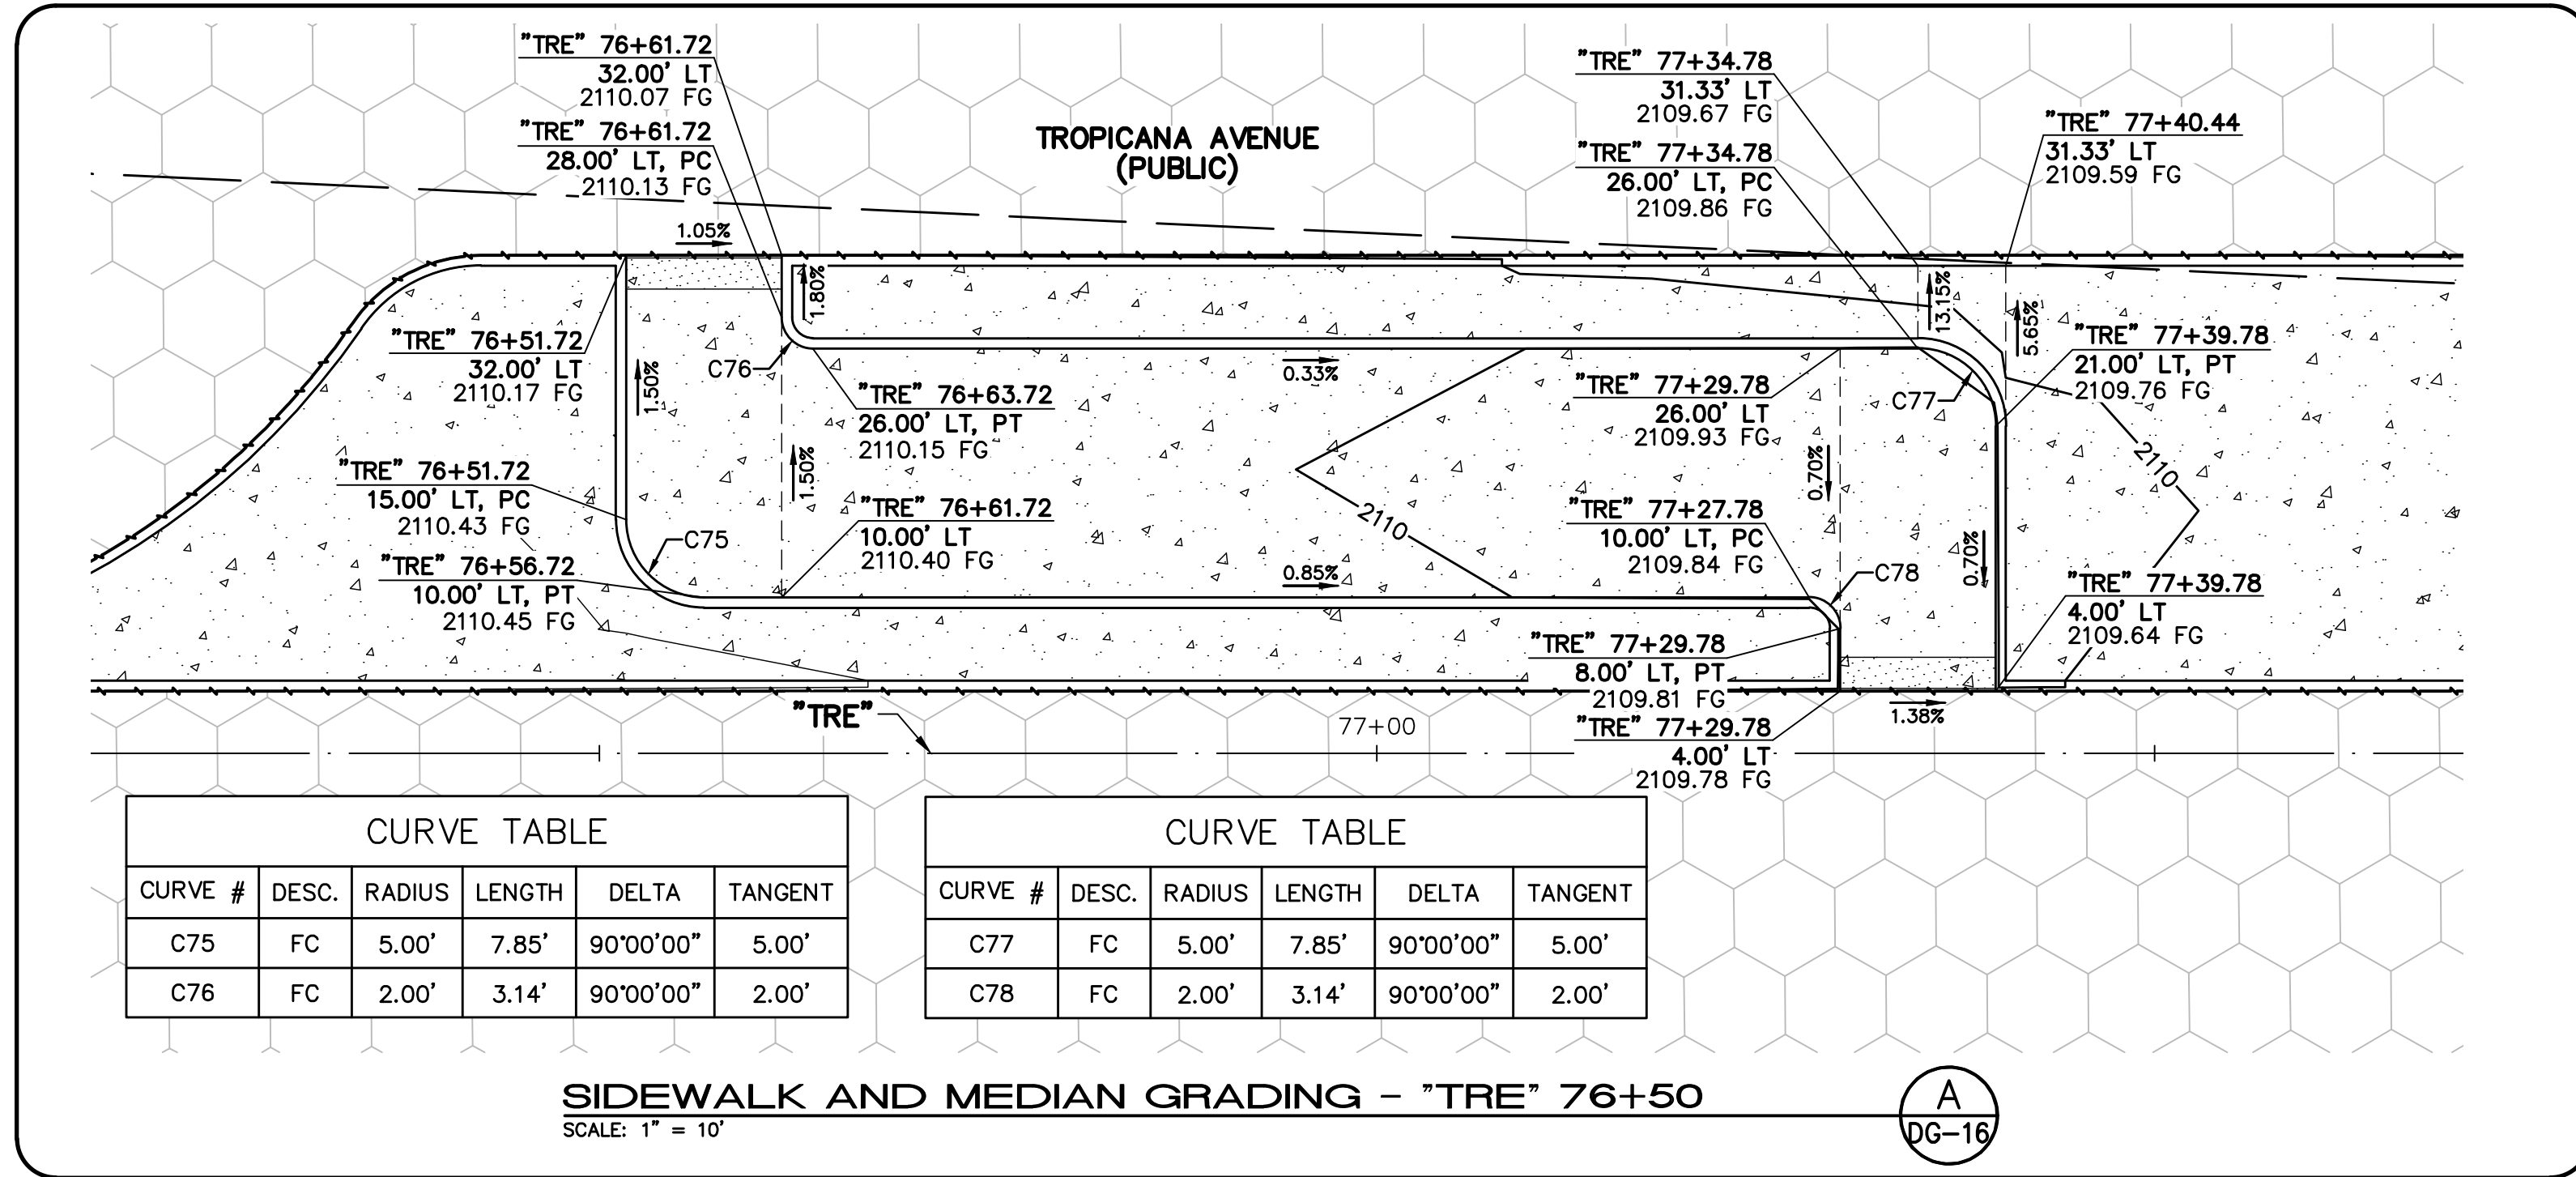 "TRE" 76+61.72
32.00' LT
2110.07 FG
"TRE" 76+61.72
28.00' LT, PC
2110.13 FG
TROPICANA AVENUE
(PUBLIC)
"TRE" 77+34.78
31.33' LT
2109.67 FG
"TRE" 77+34.78
26.00' LT, PC
2109.86 FG
"TRE" 77+40.44
31.33' LT
2109.59 FG
1.05%
1.80%
13.15%
5.65%
"TRE" 76+51.72
32.00' LT
2110.17 FG
1.50%
C76
0.33%
"TRE" 76+63.72
26.00' LT, PT
2110.15 FG
"TRE" 77+29.78
26.00' LT
2109.93 FG
C77
"TRE" 77+39.78
21.00' LT, PT
2109.76 FG
"TRE" 76+51.72
15.00' LT, PC
2110.43 FG
1.50%
"TRE" 76+61.72
10.00' LT
2110.40 FG
2110
0.70%
"TRE" 77+27.78
10.00' LT, PC
2109.84 FG
2110
C75
"TRE" 76+56.72
10.00' LT, PT
2110.45 FG
0.85%
C78
0.70%
"TRE" 77+39.78
4.00' LT
2109.64 FG
"TRE" 77+29.78
8.00' LT, PT
2109.81 FG
"TRE"
77+00
"TRE" 77+29.78
4.00' LT
2109.78 FG
1.38%
CURVE TABLE
CURVE # DESC. RADIUS LENGTH DELTA TANGENT
C75 FC 5.00' 7.85' 90°00'00" 5.00'
C76 FC 2.00' 3.14' 90°00'00" 2.00'
CURVE TABLE
CURVE # DESC. RADIUS LENGTH DELTA TANGENT
C77 FC 5.00' 7.85' 90°00'00" 5.00'
C78 FC 2.00' 3.14' 90°00'00" 2.00'
SIDEWALK AND MEDIAN GRADING - "TRE" 76+50
SCALE: 1" = 10'
A
DG-16